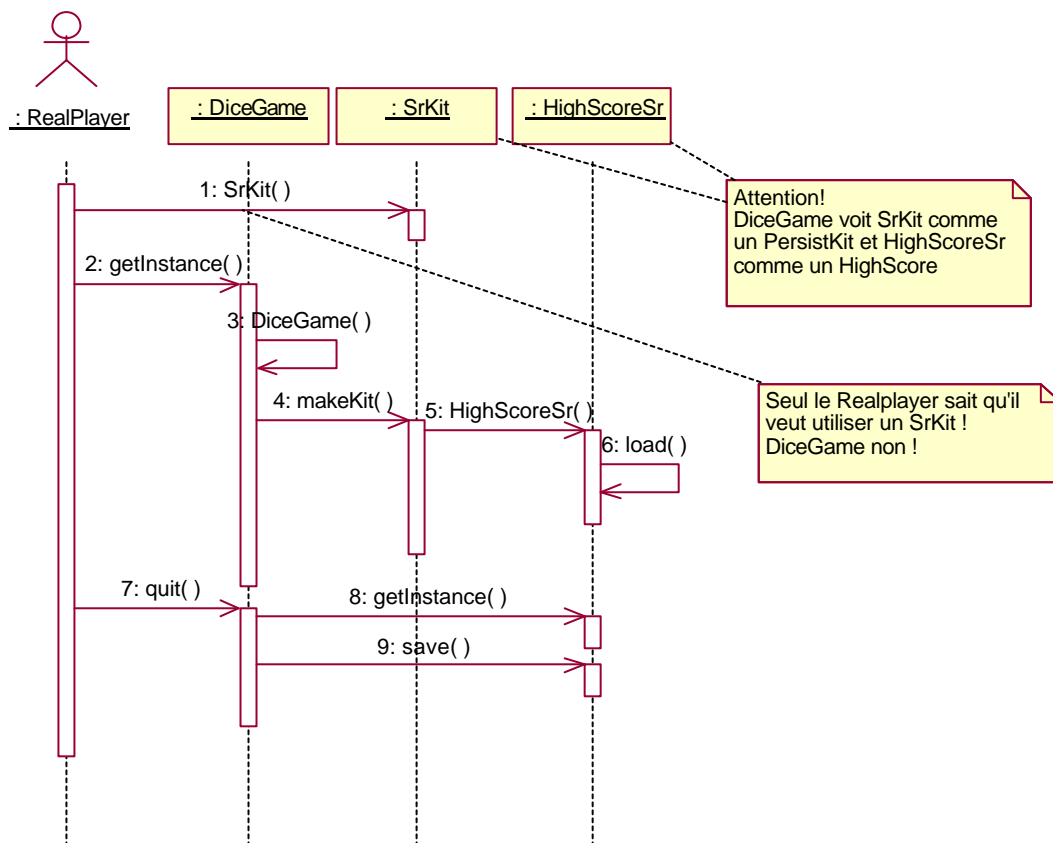 : RealPlayer
: DiceGame
: SrKit
: HighScoreSr
1: SrKit( )
Attention!
DiceGame voit SrKit comme
un PersistKit et HighScoreSr
comme un HighScore
2: getInstance( )
3: DiceGame( )
4: makeKit( )
5: HighScoreSr( )
Seul le Realplayer sait qu'il
veut utiliser un SrKit !
DiceGame non !
6: load( )
7: quit( )
8: getInstance( )
9: save( )